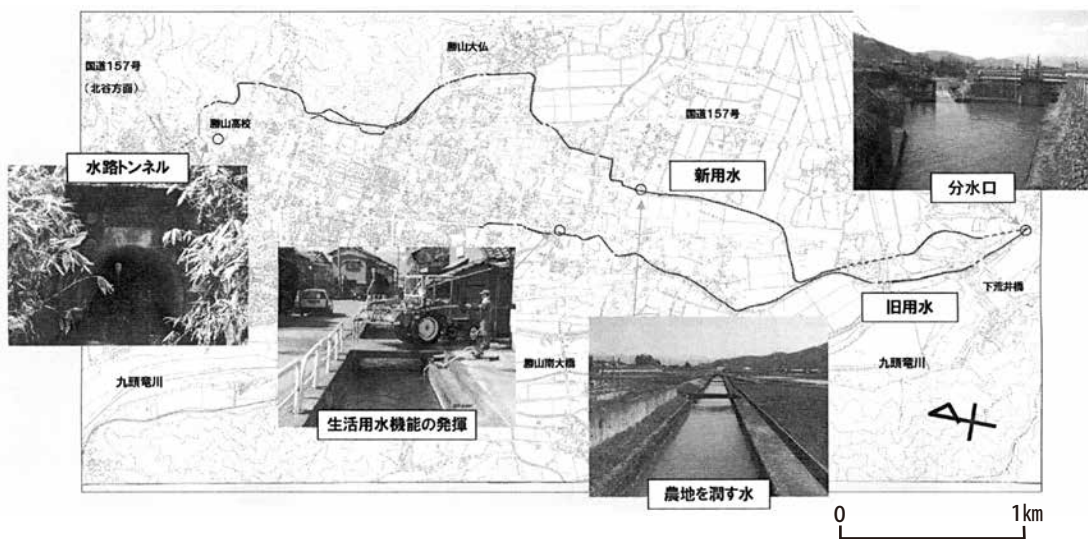 勝山大仏
国道157号
(北谷方面)
勝山高校
国道157号
水路トンネル
新用水
分水口
下荒井橋
旧用水
九頭竜川
勝山南大橋
九頭竜川
生活用水機能の発揮
農地を潤す水
0 1km